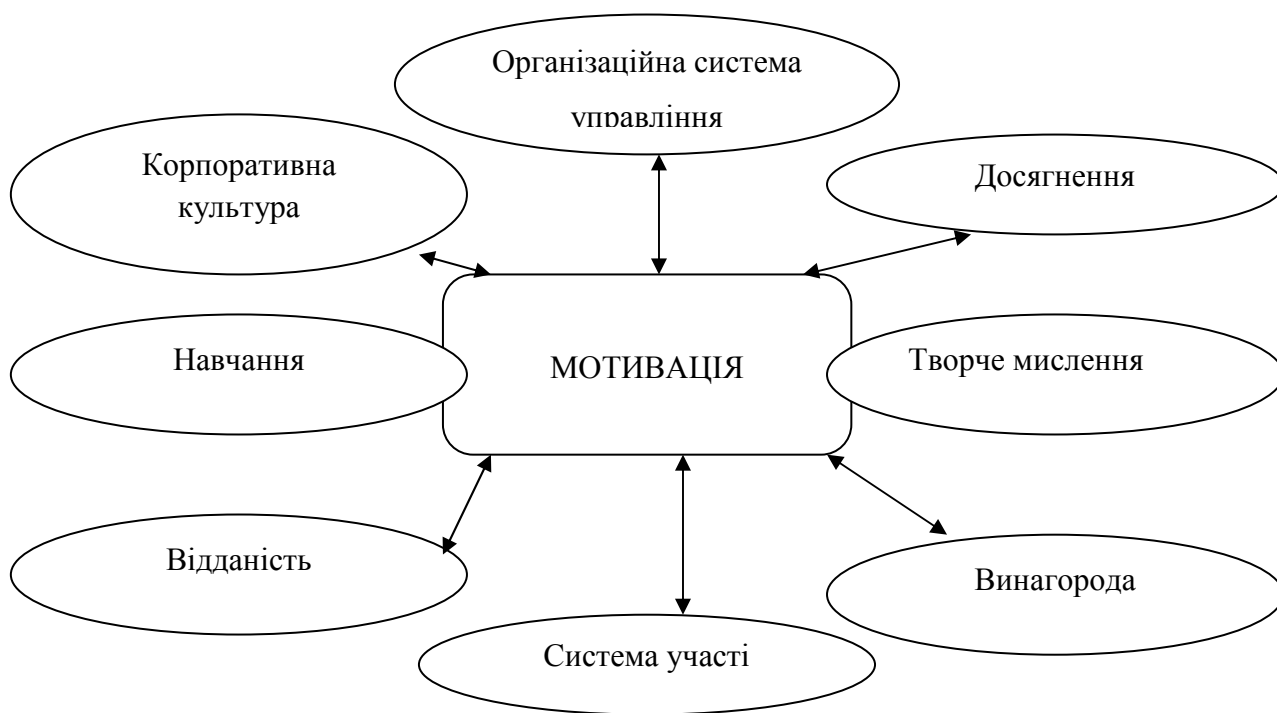 Організаційна система
управління
Корпоративна
культура
Досягнення
Навчання
МОТИВАЦІЯ
Творче мислення
Відданість
Винагорода
Система участі